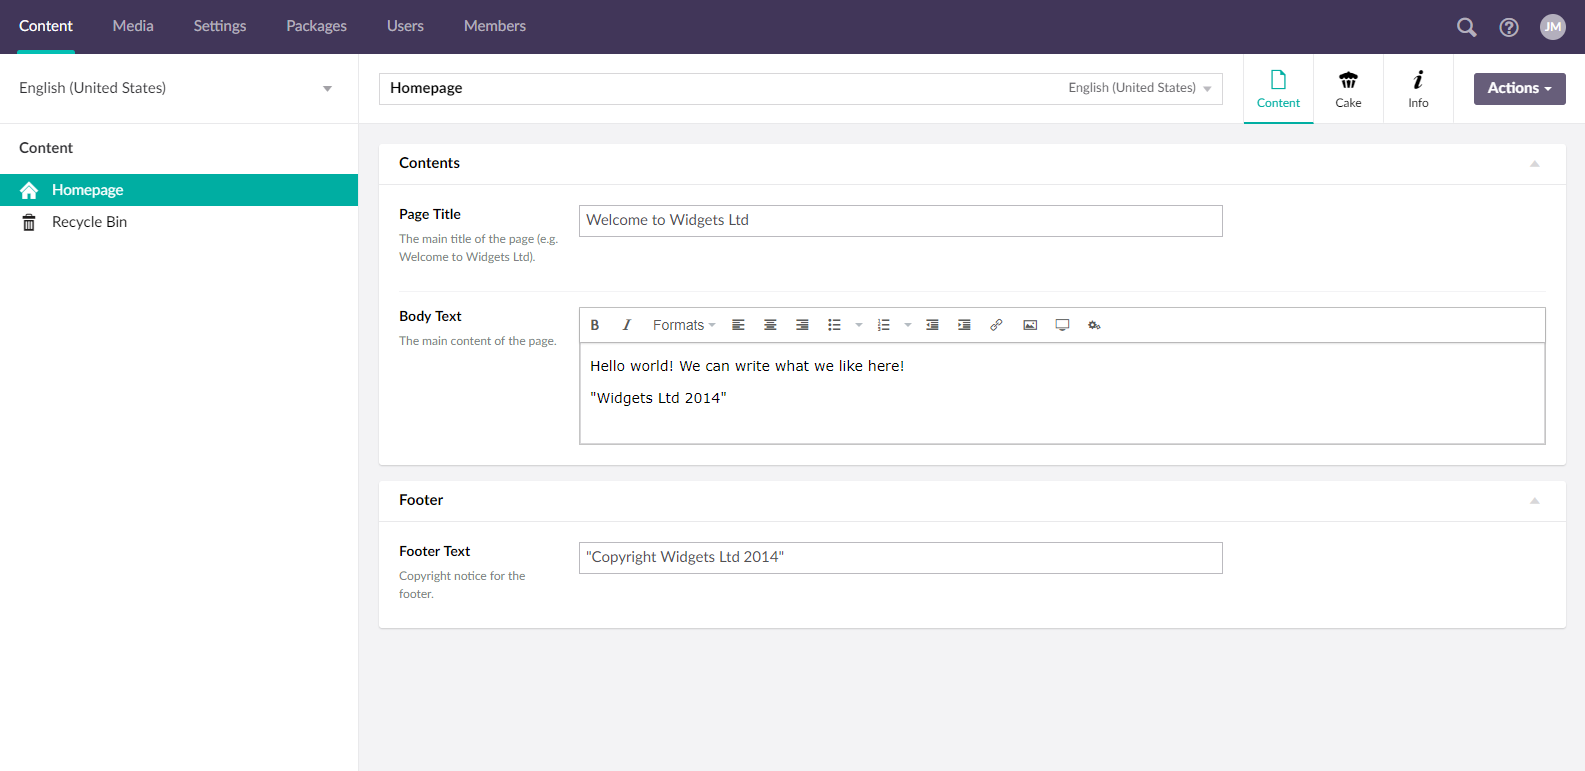 Content Media Settings Packages Users Members JM
English (United States)
Homepage English (United States)
Content Cake Info Actions
Content
Homepage
Recycle Bin
Contents
Page Title
The main title of the page (e.g.
Welcome to Widgets Ltd).
Welcome to Widgets Ltd
Body Text
The main content of the page.
B I Formats
Hello world! We can write what we like here!
"Widgets Ltd 2014"
Footer
Footer Text
Copyright notice for the
footer.
"Copyright Widgets Ltd 2014"